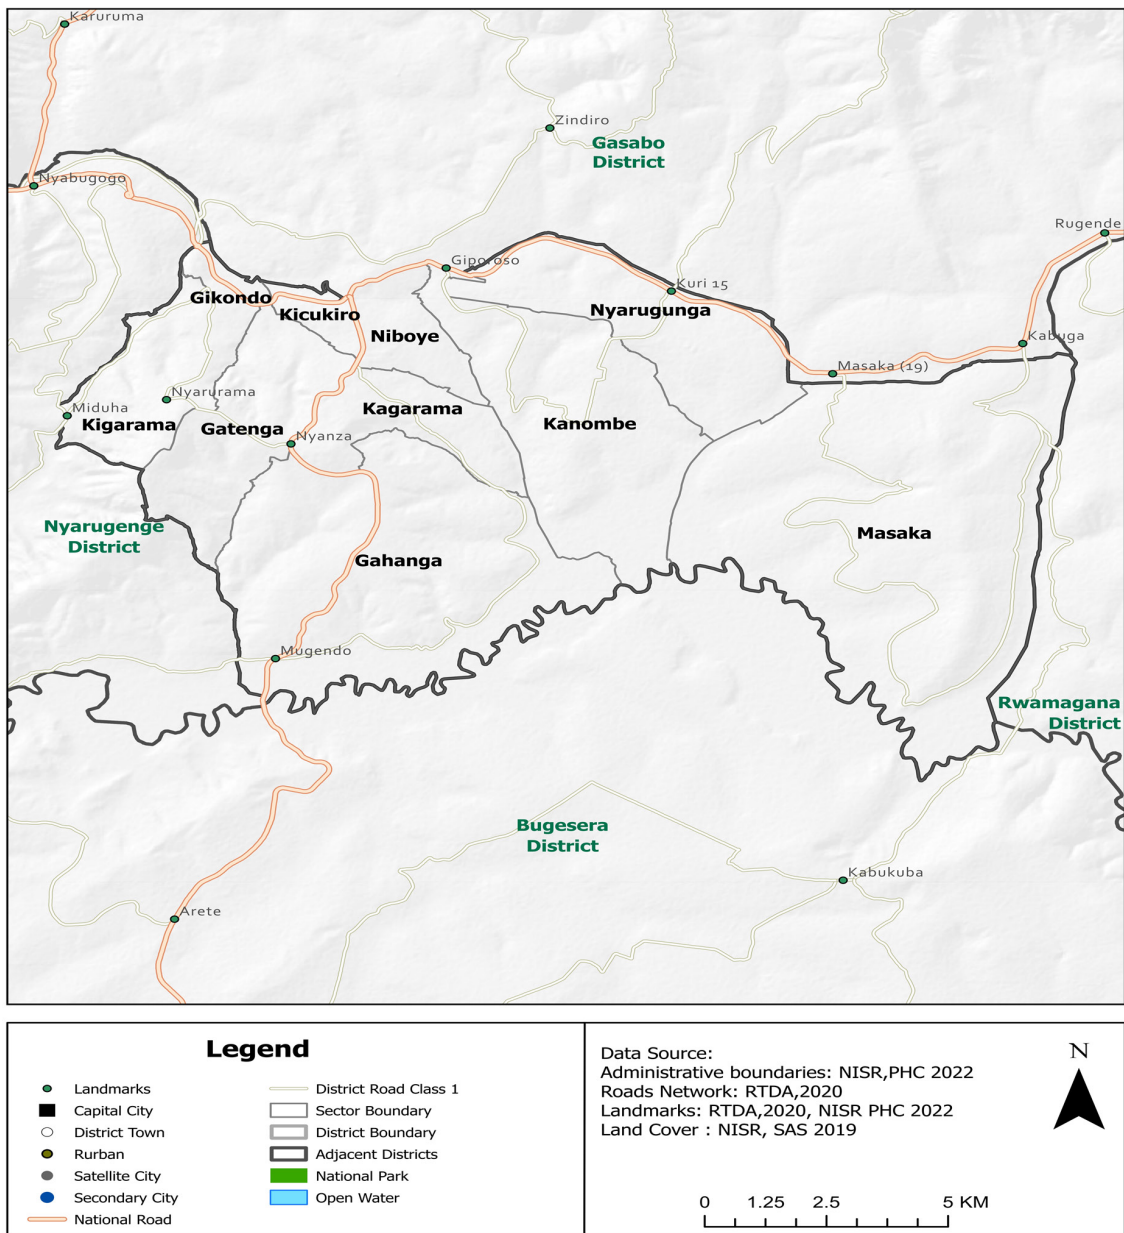 Karuruma
Zindiro
Gasabo
District
Nyabugogo
Rugende
Giporoso
Kuri 15
Gikondo
Kicukiro
Nyarugunga
Niboye
Kabuga
Masaka (19)
Nyarurama
Miduha
Kigarama
Gatenga
Kagarama
Kanombe
Nyanza
Nyarugenge
District
Masaka
Gahanga
Mugendo
Rwamagana
District
Bugesera
District
Kabukuba
Arete
Legend
Landmarks
Capital City
District Town
Rurban
Satellite City
Secondary City
National Road
District Road Class 1
Sector Boundary
District Boundary
Adjacent Districts
National Park
Open Water
Data Source:
Administrative boundaries: NISR,PHC 2022
Roads Network: RTDA,2020
Landmarks: RTDA,2020, NISR PHC 2022
Land Cover : NISR, SAS 2019
N
0 1.25 2.5 5 KM